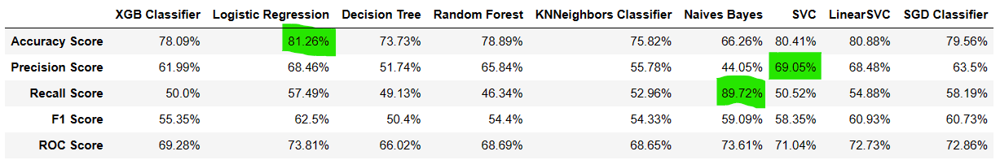 XGB Classifier Logistic Regression Decision Tree Random Forest KNNeighbors Classifier Naives Bayes SVC LinearSVC SGD Classifier
Accuracy Score 78.09% 81.26% 73.73% 78.89% 75.82% 66.26% 80.41% 80.88% 79.56%
Precision Score 61.99% 68.46% 51.74% 65.84% 55.78% 44.05% 69.05% 68.48% 63.5%
Recall Score 50.0% 57.49% 49.13% 46.34% 52.96% 89.72% 50.52% 54.88% 58.19%
F1 Score 55.35% 62.5% 50.4% 54.4% 54.33% 59.09% 58.35% 60.93% 60.73%
ROC Score 69.28% 73.81% 66.02% 68.69% 68.65% 73.61% 71.04% 72.73% 72.86%